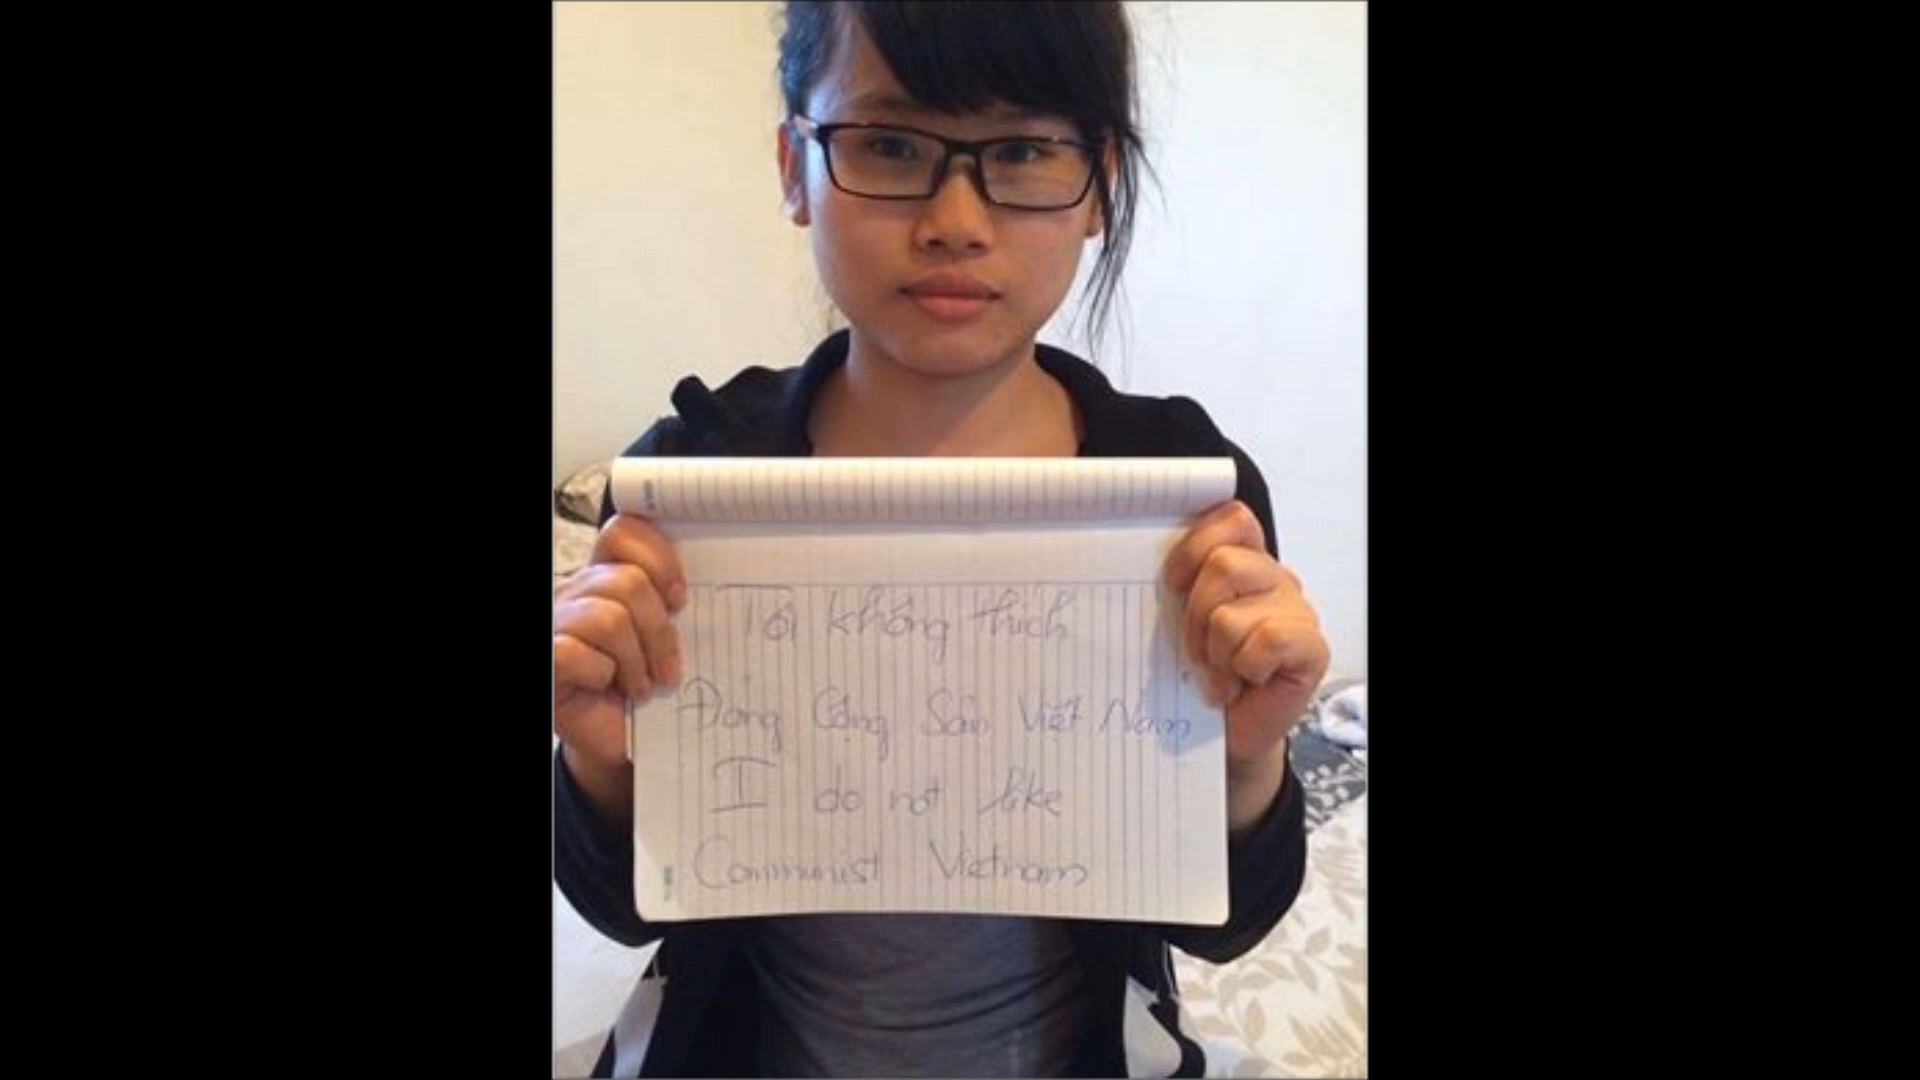 Tôi không thích
Đảng Cộng Sản Việt Nam
I do not like
Communist Vietnam